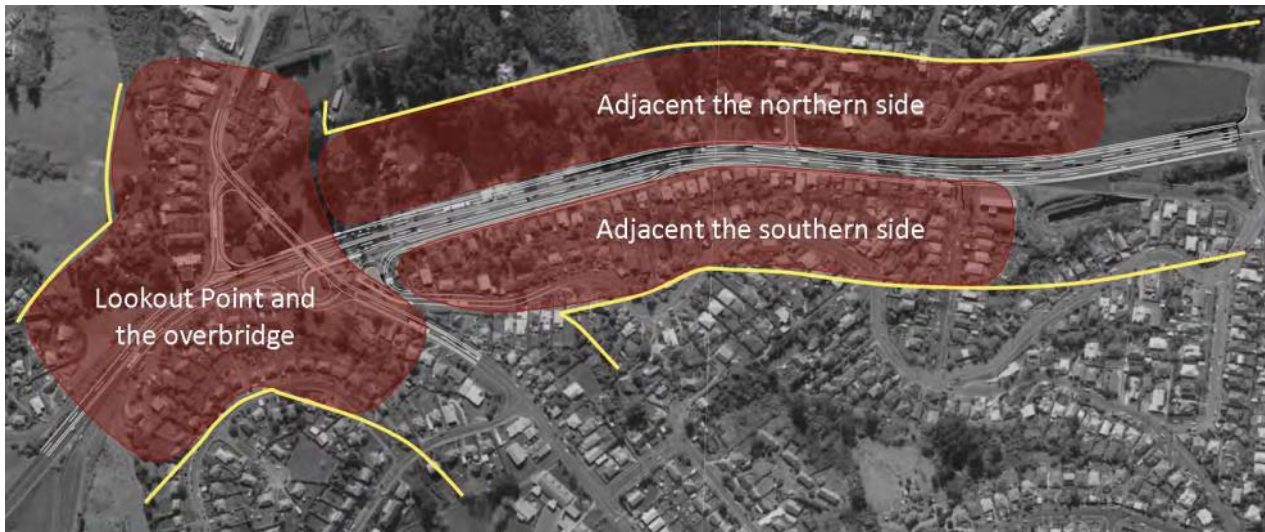 Adjacent the northern side
Adjacent the southern side
Lookout Point and
the overbridge